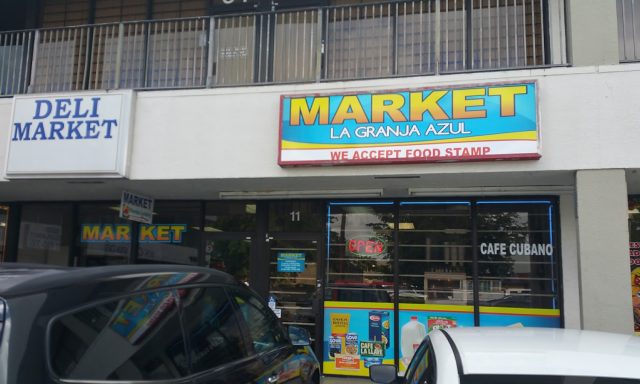 DELI
MARKET
MARKET
LA GRANJA AZUL
WE ACCEPT FOOD STAMP
MARKET
MARKET
11
MARKET
OPEN
CAFE CUBANO
CAFE
LA LLAVE